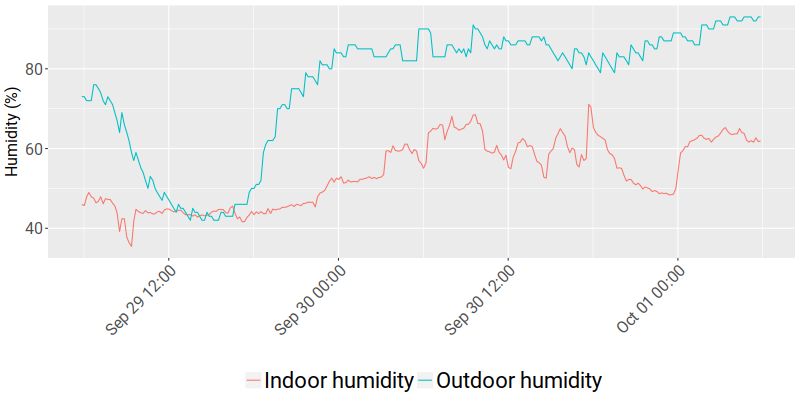 Humidity (%)
80
60
40
Sep 29 12:00
Sep 30 00:00
Sep 30 12:00
Oct 01 00:00
Indoor humidity Outdoor humidity